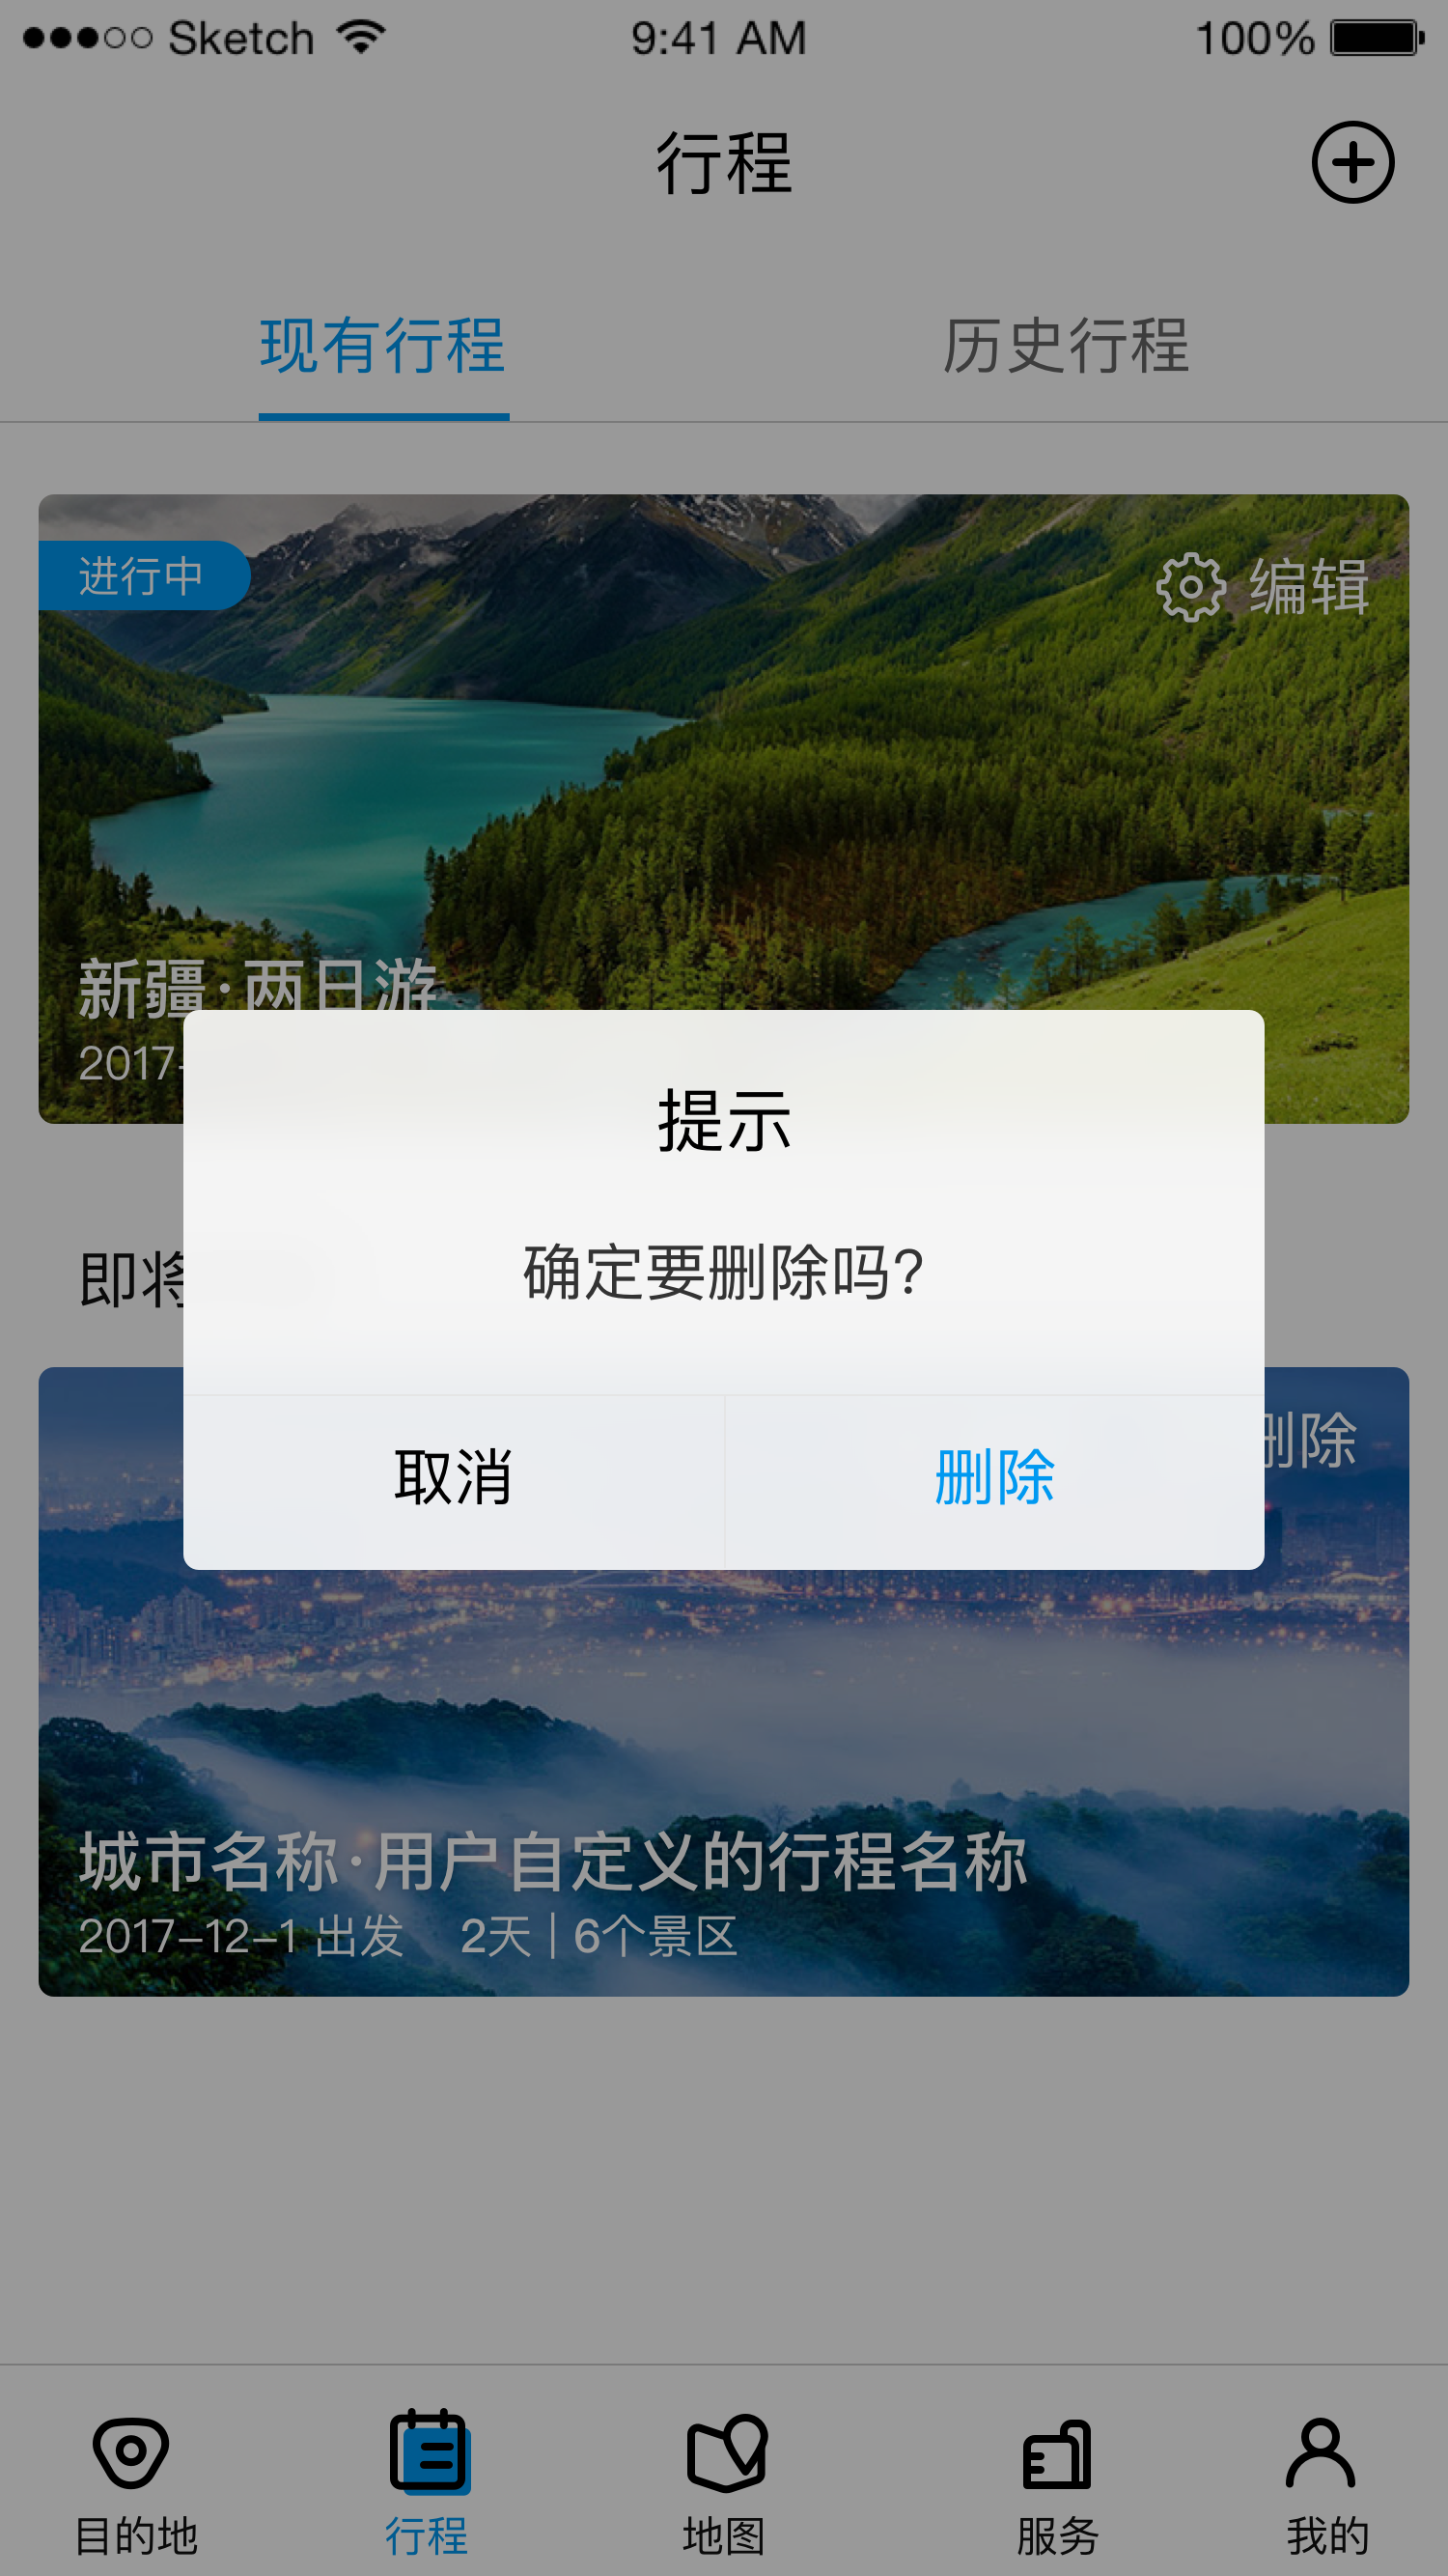 Sketch 9:41 AM 100%
行程
现有行程 历史行程
进行中 编辑
新疆·两日游
2017-
提示
即将
确定要删除吗?
删除
取消 删除
城市名称·用户自定义的行程名称
2017-12-1 出发 2天 | 6个景区
目的地 行程 地图 服务 我的